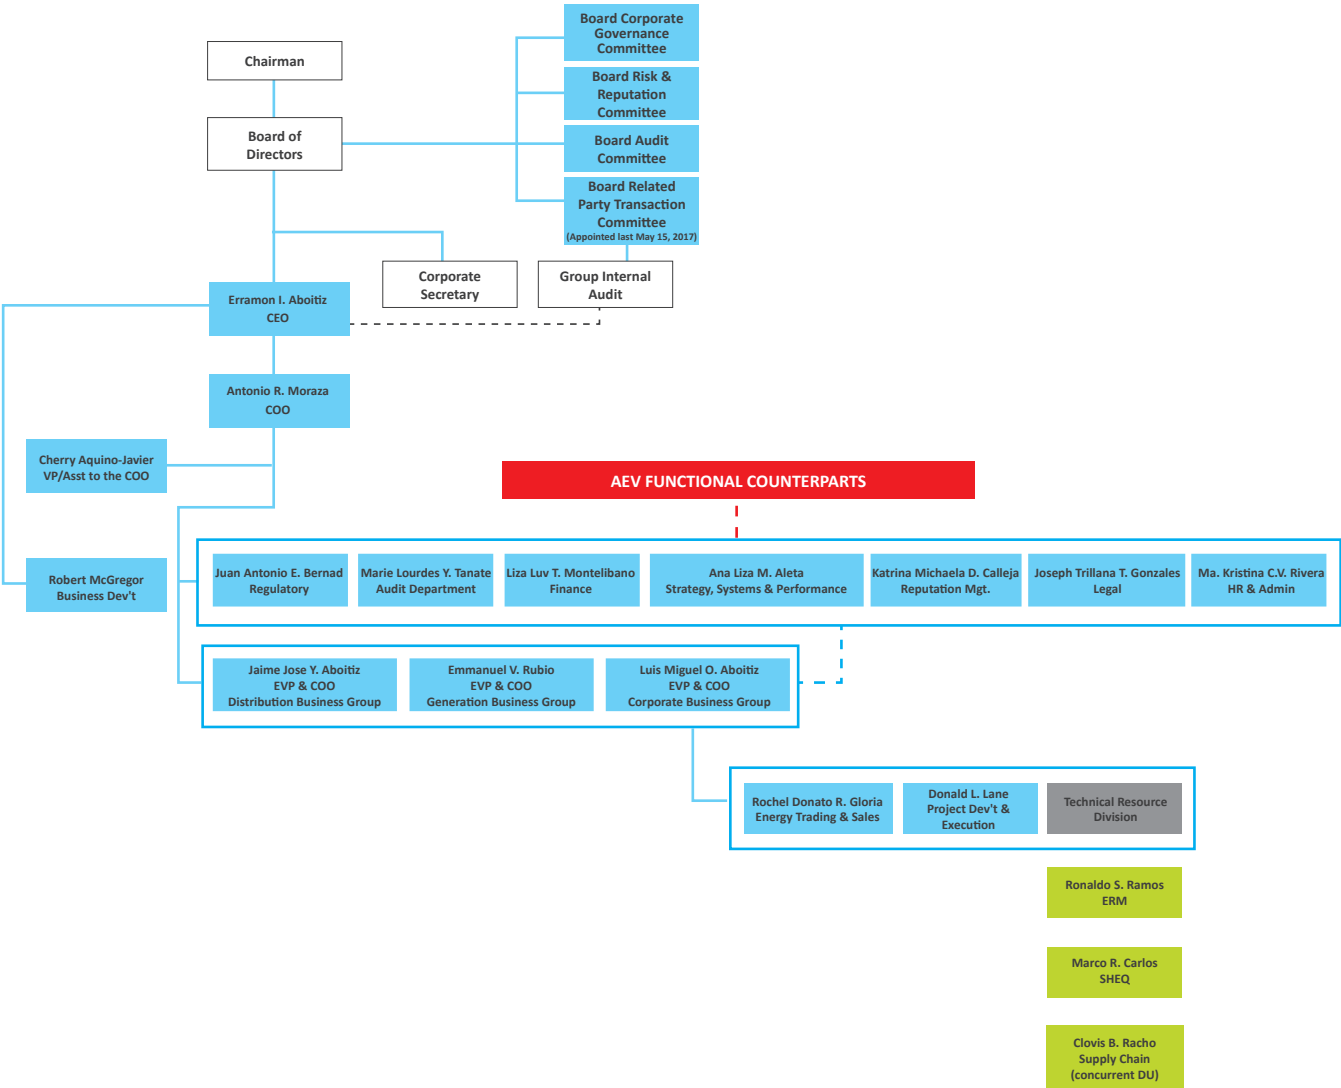 Chairman
Board of
Directors
Board Corporate
Governance
Committee
Board Risk &
Reputation
Committee
Board Audit
Committee
Board Related
Party Transaction
Committee
(Appointed last May 15, 2017)
Corporate
Secretary
Group Internal
Audit
Erramon I. Aboitiz
CEO
Antonio R. Moraza
COO
Cherry Aquino-Javier
VP/Asst to the COO
AEV FUNCTIONAL COUNTERPARTS
Robert McGregor
Business Dev't
Juan Antonio E. Bernad
Regulatory
Marie Lourdes Y. Tanate
Audit Department
Liza Luv T. Montelibano
Finance
Ana Liza M. Aleta
Strategy, Systems & Performance
Katrina Michaela D. Calleja
Reputation Mgt.
Joseph Trillana T. Gonzales
Legal
Ma. Kristina C.V. Rivera
HR & Admin
Jaime Jose Y. Aboitiz
EVP & COO
Distribution Business Group
Emmanuel V. Rubio
EVP & COO
Generation Business Group
Luis Miguel O. Aboitiz
EVP & COO
Corporate Business Group
Rochel Donato R. Gloria
Energy Trading & Sales
Donald L. Lane
Project Dev't &
Execution
Technical Resource
Division
Ronaldo S. Ramos
ERM
Marco R. Carlos
SHEQ
Clovis B. Racho
Supply Chain
(concurrent DU)